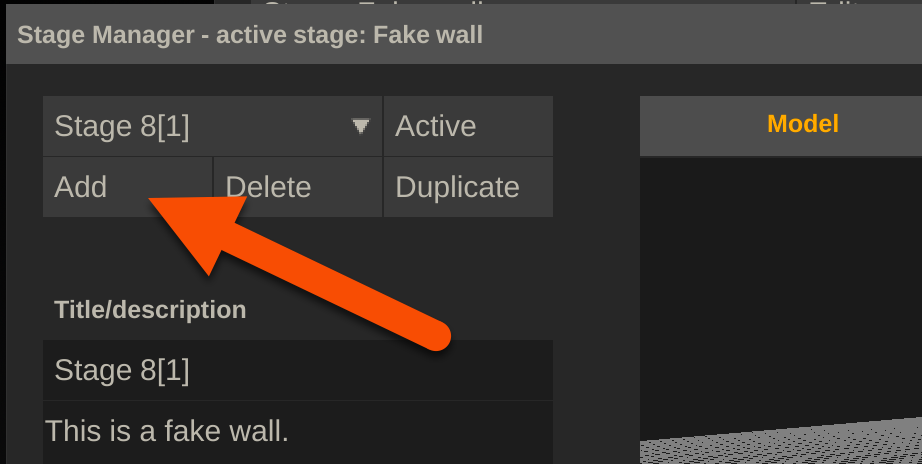 Stage Manager - active stage: Fake wall
Stage 8[1] Active
Add Delete Duplicate
Model
Title/description
Stage 8[1]
This is a fake wall.